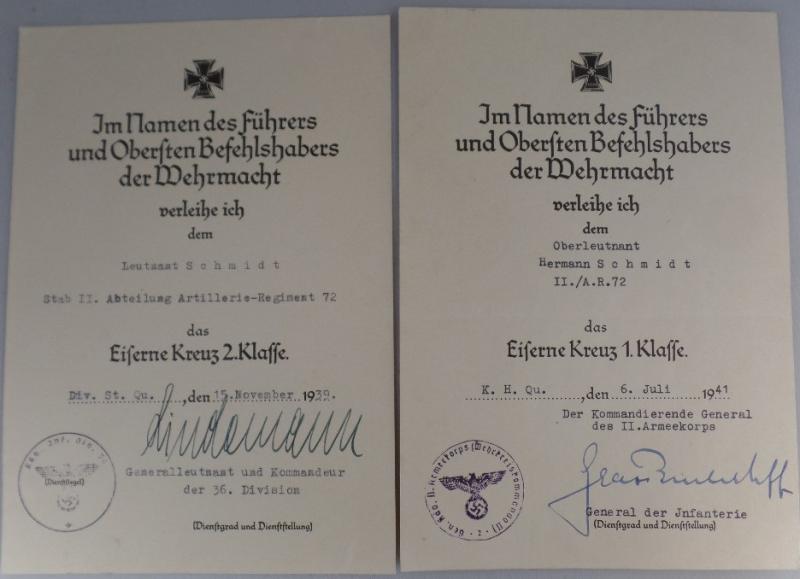 Im Namen des Führers
und Obersten Befehlshabers
der Wehrmacht
verleihe ich
dem
Leutnant S c h m i d t
Stab II. Abteilung Artillerie-Regiment 72
das
Eiserne Kreuz 2. Klasse.
Div. St. Qu. , den 15. November 1939.
Lindemann
Generalleutnant und Kommandeur
der 36. Division
(Dienstgrad und Dienststellung)
(Dienstsiegel)
Im Namen des Führers
und Obersten Befehlshabers
der Wehrmacht
verleihe ich
dem
Oberleutnant
Hermann S c h m i d t
II./A.R.72
das
Eiserne Kreuz 1. Klasse.
K. H. Qu. , den 6. Juli 1941
Der Kommandierende General
des II.Armeekorps
General der Jnfanterie
(Dienstgrad und Dienststellung)